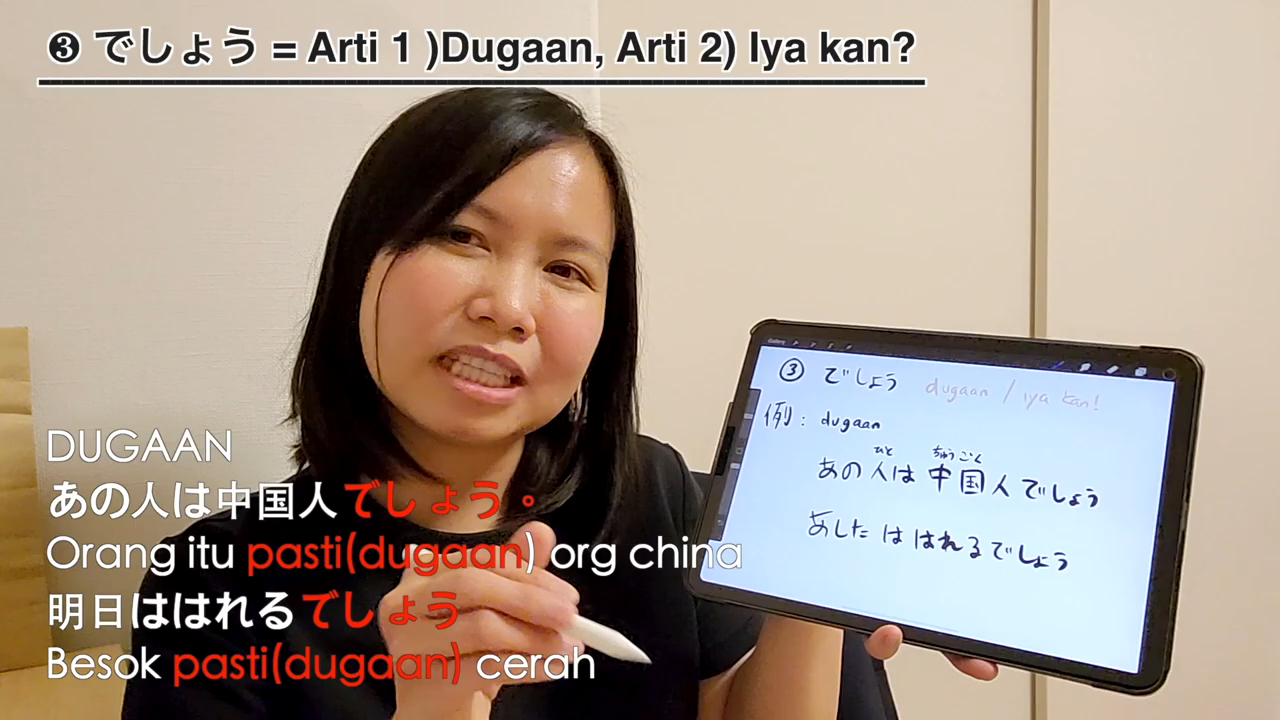 ❸ でしょう = Arti 1 )Dugaan, Arti 2) Iya kan?
DUGAAN
あの人は中国人でしょう。
Orang itu pasti(dugaan) org china
明日ははれるでしょう
Besok pasti(dugaan) cerah
Gallery
③ でしょう dugaan / iya kan!
例: dugaan
ひと ちゅうごく
あの人は中国人でしょう
あしたははれるでしょう